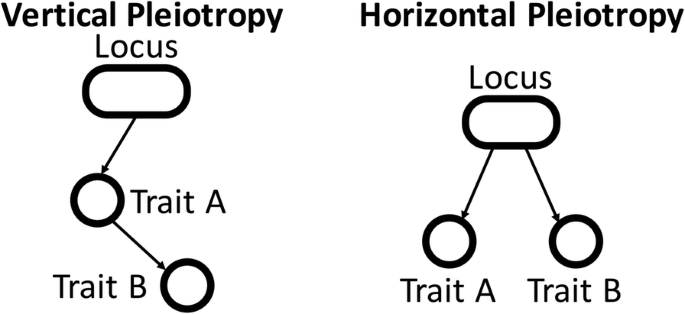 Vertical Pleiotropy
Locus
Trait A
Trait B
Horizontal Pleiotropy
Locus
Trait A
Trait B